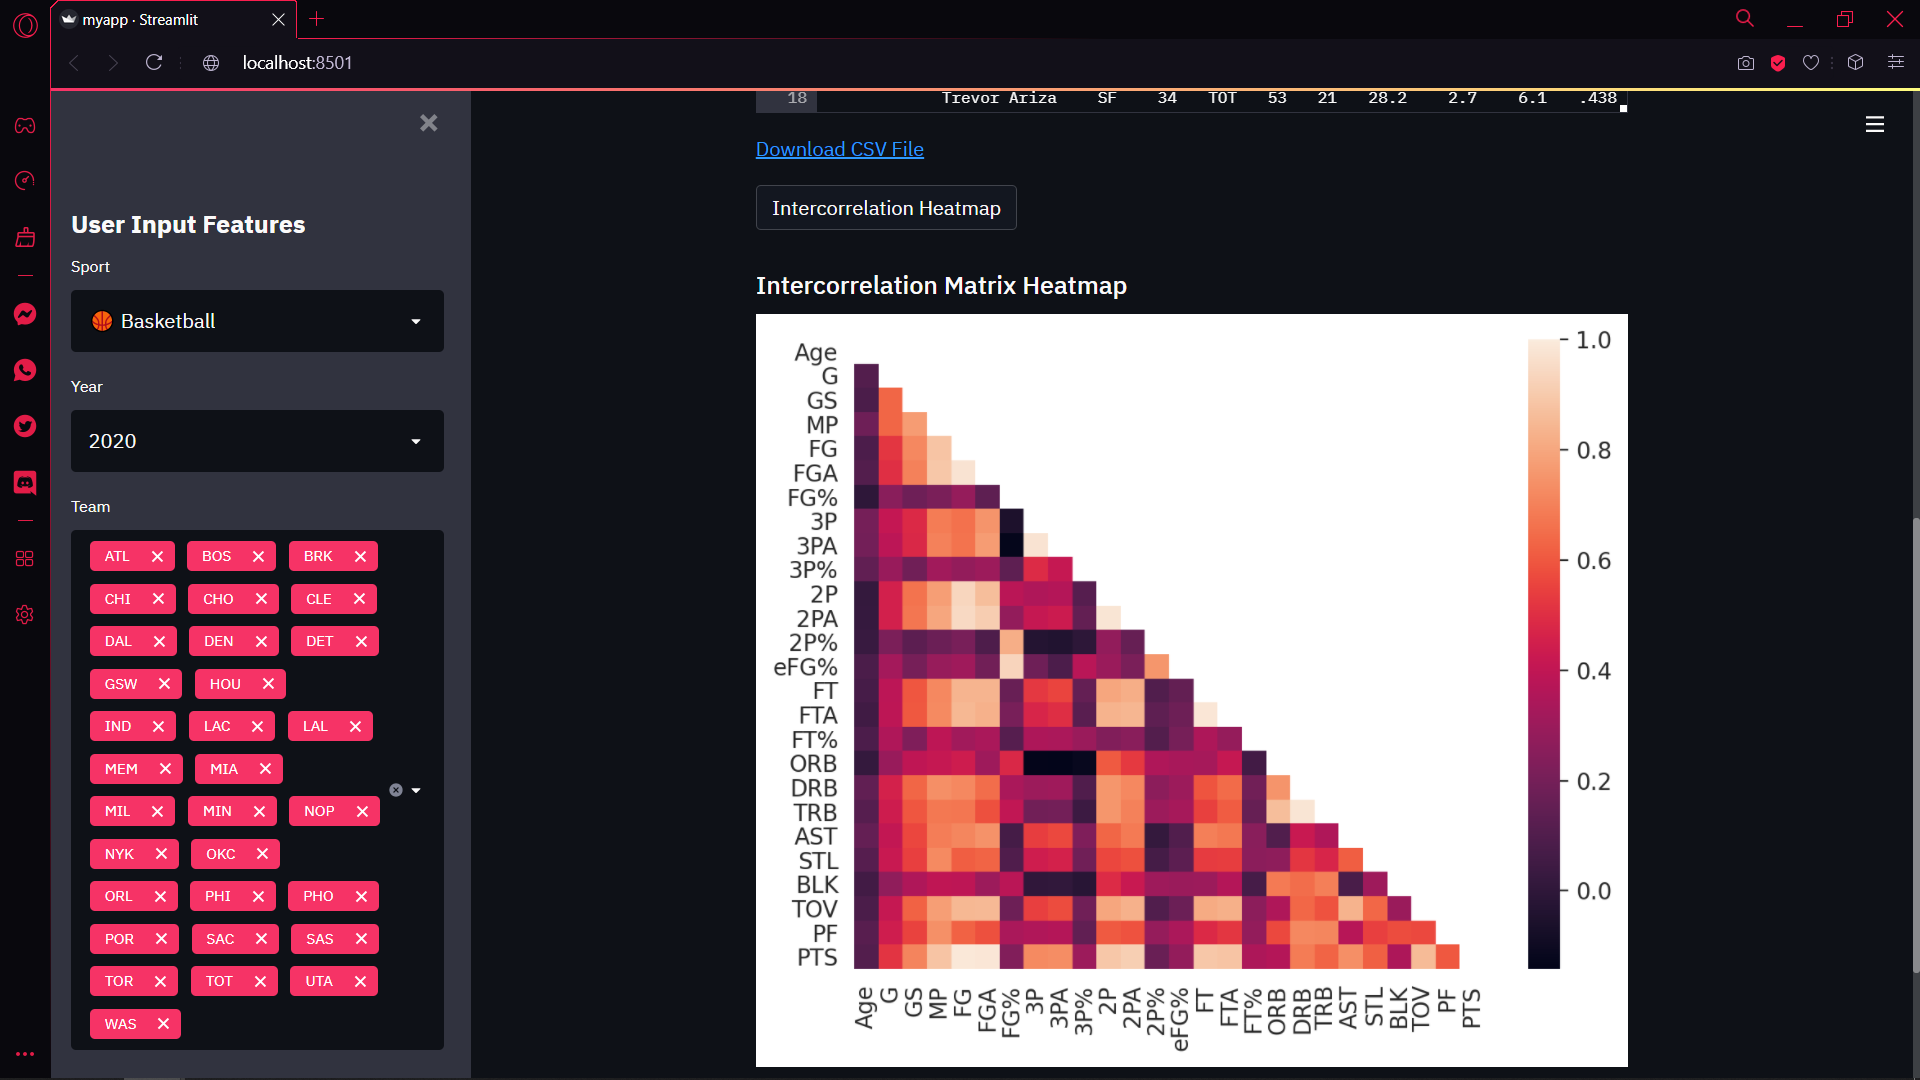 myapp · Streamlit
localhost:8501
18 Trevor Ariza SF 34 TOT 53 21 28.2 2.7 6.1 .438
Download CSV File
Intercorrelation Heatmap
User Input Features
Sport
Basketball
Year
2020
Team
ATL BOS BRK
CHI CHO CLE
DAL DEN DET
GSW HOU
IND LAC LAL
MEM MIA
MIL MIN NOP
NYK OKC
ORL PHI PHO
POR SAC SAS
TOR TOT UTA
WAS
Intercorrelation Matrix Heatmap
Age
G
GS
MP
FG
FGA
FG%
3P
3PA
3P%
2P
2PA
2P%
eFG%
FT
FTA
FT%
ORB
DRB
TRB
AST
STL
BLK
TOV
PF
PTS
Age G GS MP FG FGA FG% 3P 3PA 3P% 2P 2PA 2P% eFG% FT FTA FT% ORB DRB TRB AST STL BLK TOV PF PTS
1.0
0.8
0.6
0.4
0.2
0.0